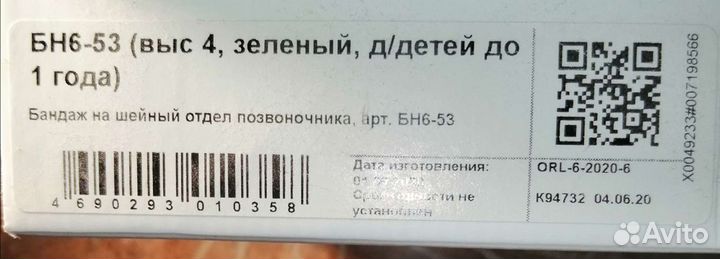 БН6-53 (выс 4, зеленый, д/детей до
1 года)
Бандаж на шейный отдел позвоночника, арт. БН6-53
4 690293 010358
Дата изготовления:
Срок годности не
установлен
ORL-6-2020-6
К94732 04.06.20
X0049233#007198566
Avito